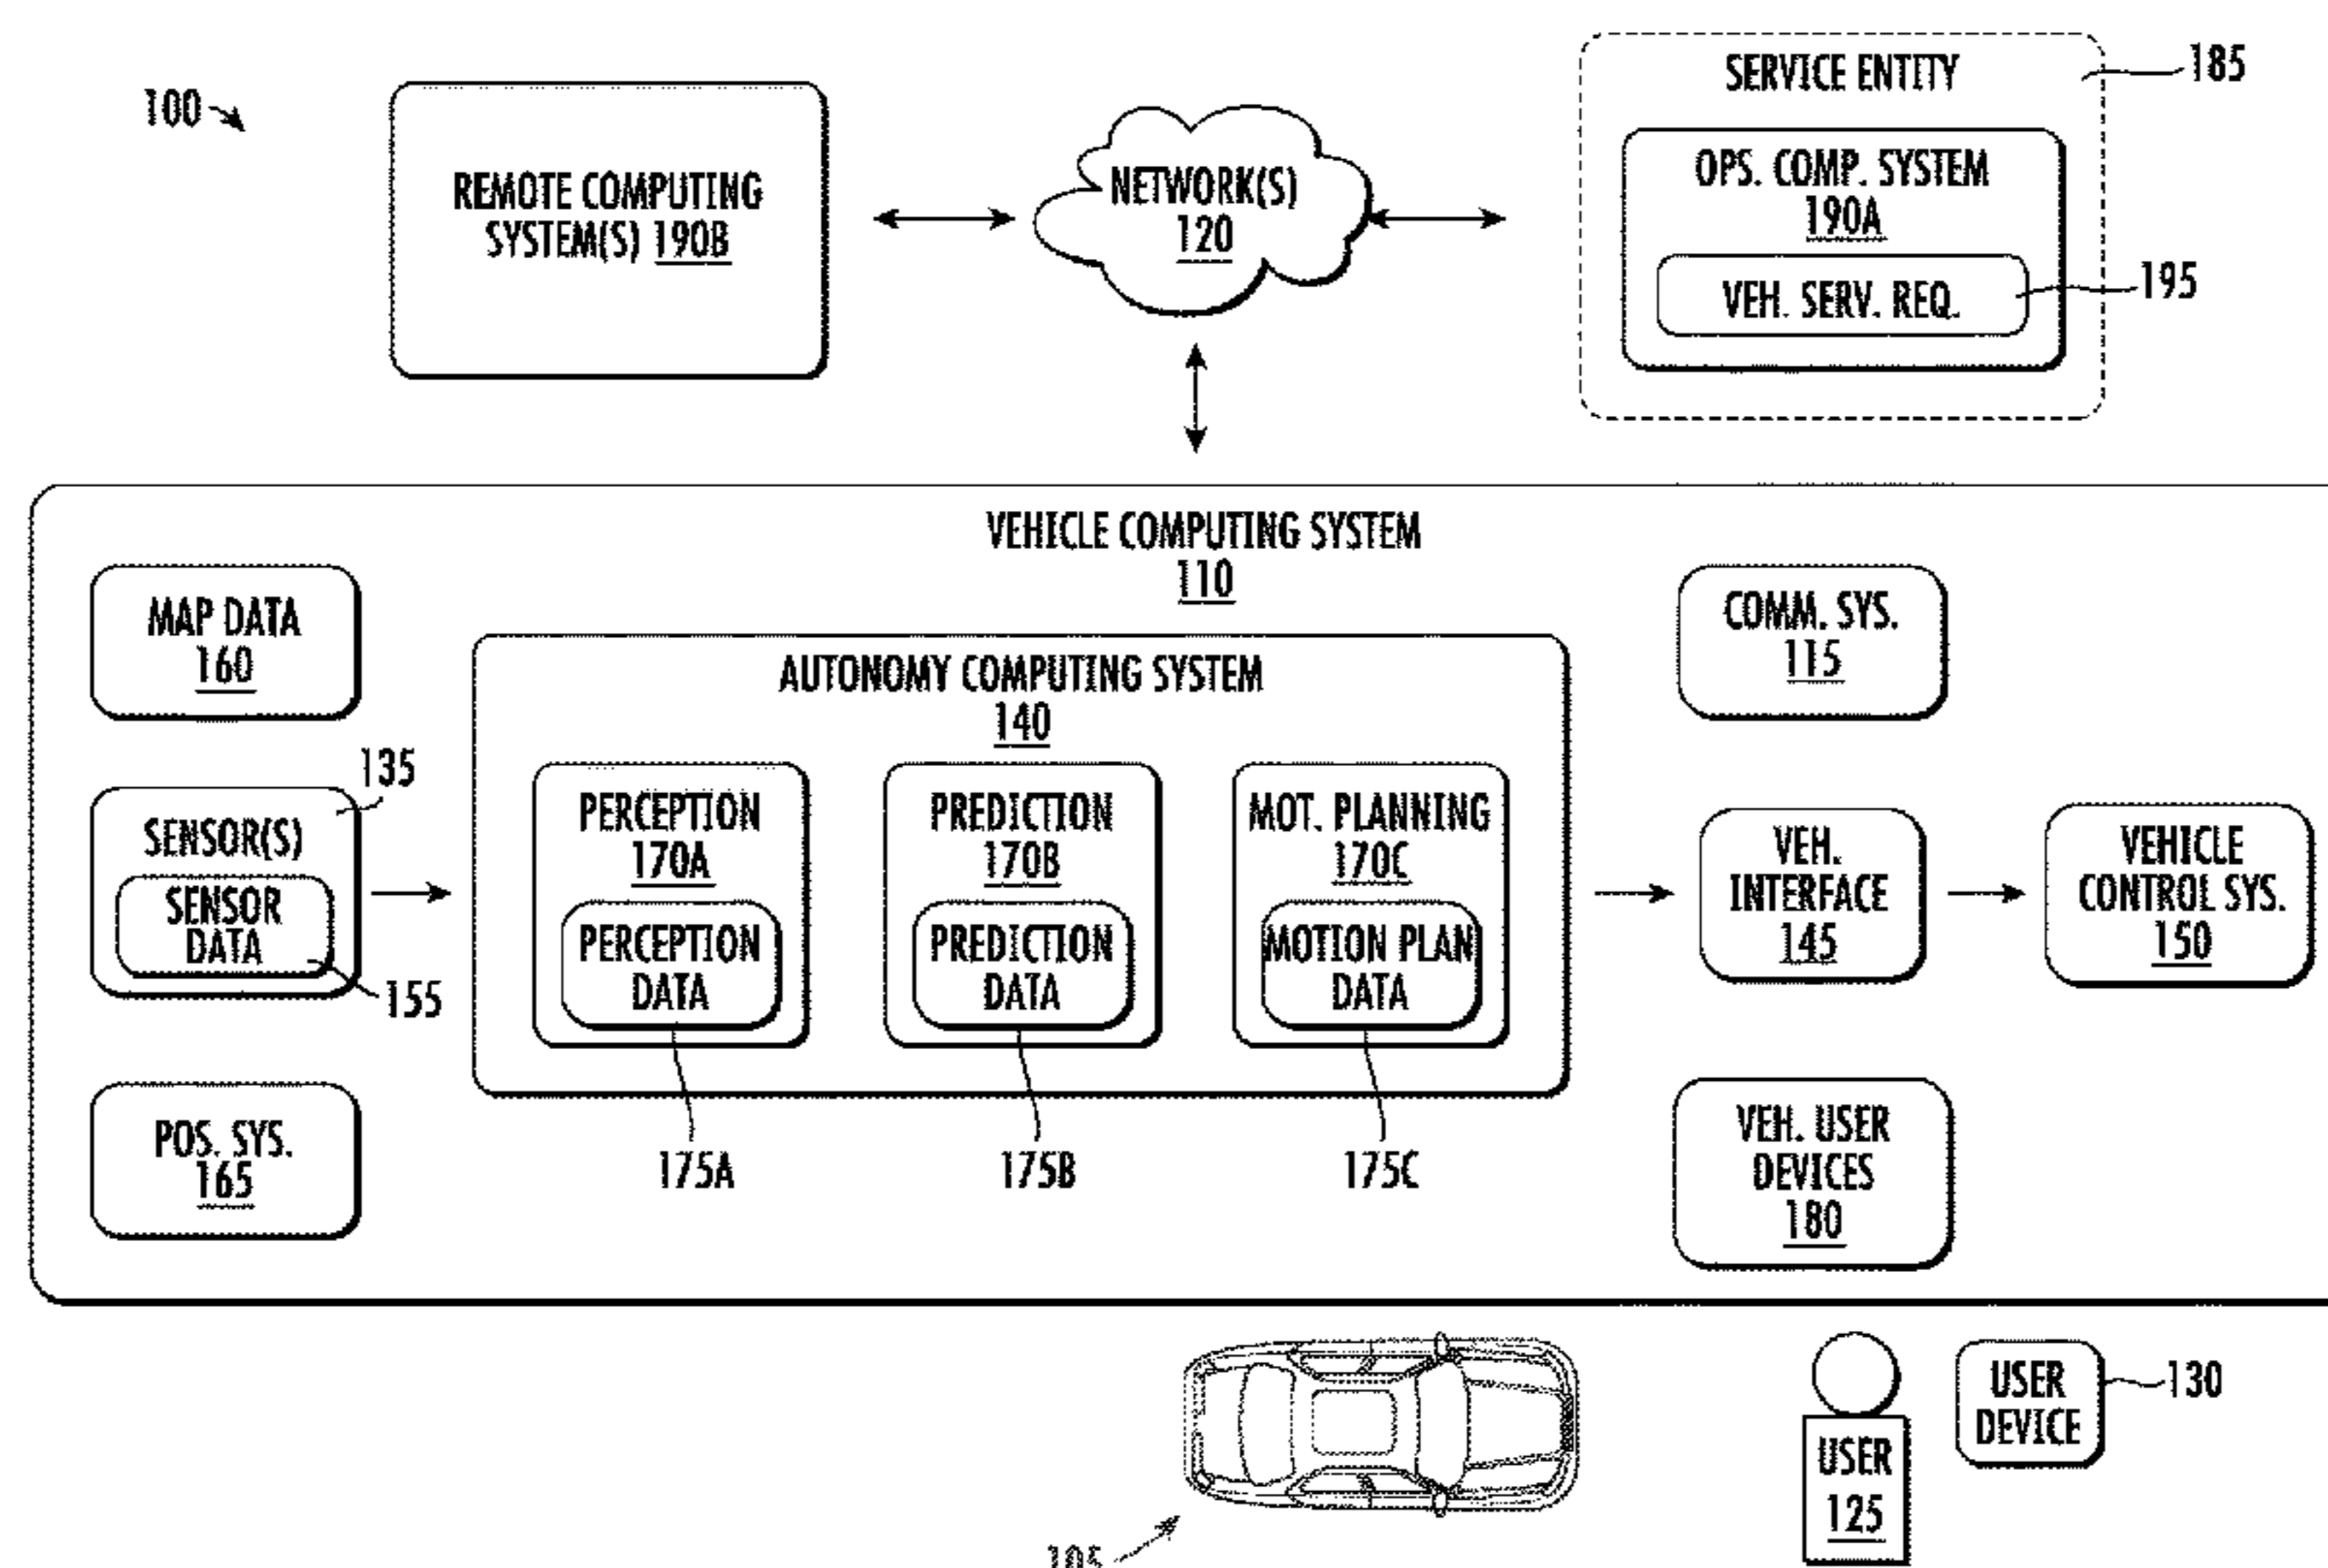 100
REMOTE COMPUTING
SYSTEM(S) 190B
NETWORK(S)
120
SERVICE ENTITY
185
OPS. COMP. SYSTEM
190A
VEH. SERV. REQ.
195
VEHICLE COMPUTING SYSTEM
110
MAP DATA
160
135
SENSOR(S)
SENSOR
DATA
155
POS. SYS.
165
AUTONOMY COMPUTING SYSTEM
140
PERCEPTION
170A
PERCEPTION
DATA
175A
PREDICTION
170B
PREDICTION
DATA
175B
MOT. PLANNING
170C
MOTION PLAN
DATA
175C
COMM. SYS.
115
VEH.
INTERFACE
145
VEHICLE
CONTROL SYS.
150
VEH. USER
DEVICES
180
105
USER
125
USER
DEVICE
130